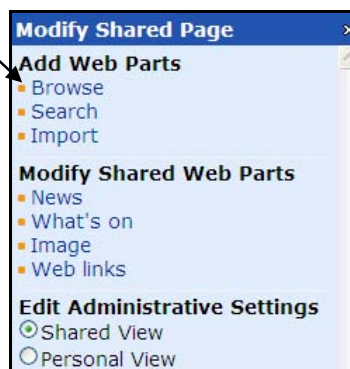 Modify Shared Page
Add Web Parts
Browse
Search
Import
Modify Shared Web Parts
News
What's on
Image
Web links
Edit Administrative Settings
Shared View
Personal View